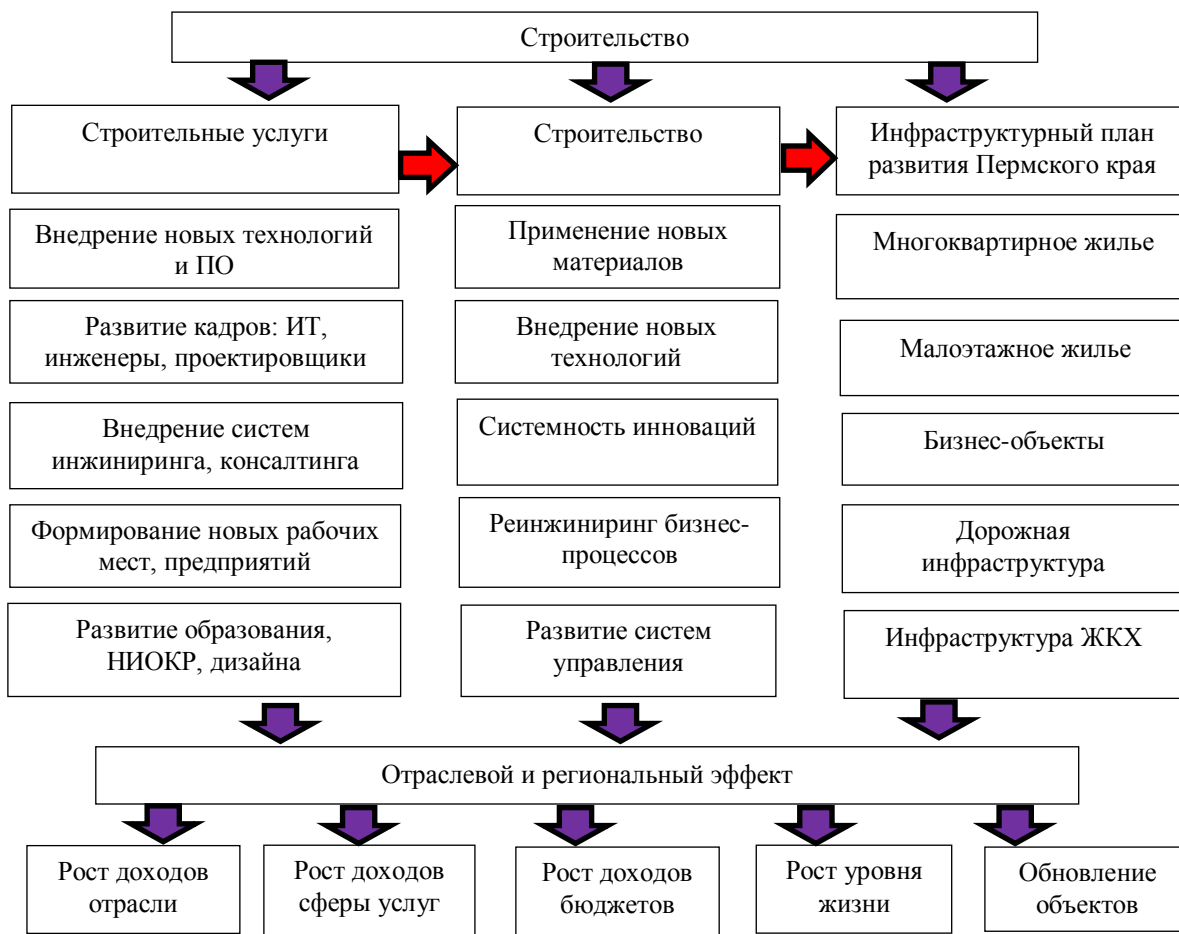 Строительство
Строительные услуги
Строительство
Инфраструктурный план
развития Пермского края
Внедрение новых технологий
и ПО
Применение новых
материалов
Многоквартирное жилье
Развитие кадров: ИТ,
инженеры, проектировщики
Внедрение новых
технологий
Малоэтажное жилье
Внедрение систем
инжиниринга, консалтинга
Системность инноваций
Бизнес-объекты
Формирование новых рабочих
мест, предприятий
Реинжиниринг бизнес-
процессов
Дорожная
инфраструктура
Развитие образования,
НИОКР, дизайна
Развитие систем
управления
Инфраструктура ЖКХ
Отраслевой и региональный эффект
Рост доходов
отрасли
Рост доходов
сферы услуг
Рост доходов
бюджетов
Рост уровня
жизни
Обновление
объектов